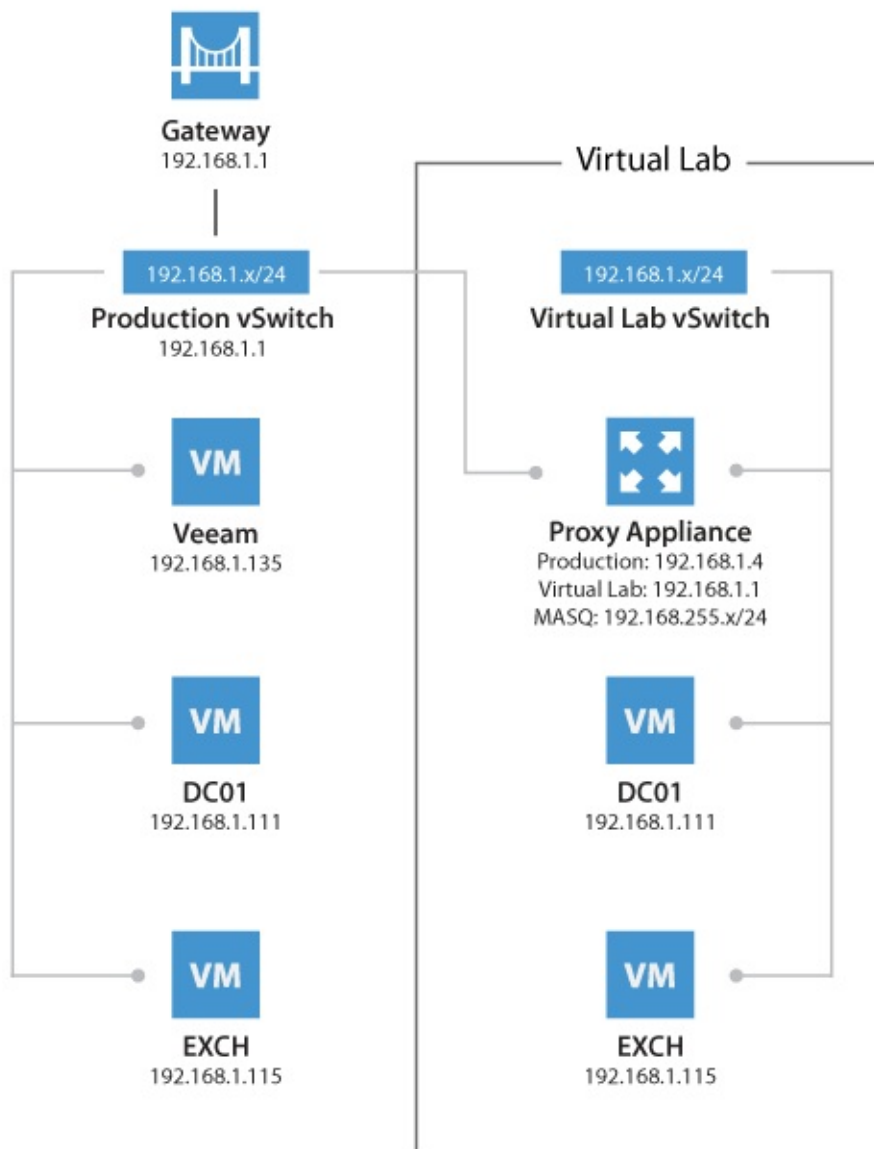 Gateway
192.168.1.1
Virtual Lab
192.168.1.x/24
Production vSwitch
192.168.1.1
192.168.1.x/24
Virtual Lab vSwitch
VM
Veeam
192.168.1.135
Proxy Appliance
Production: 192.168.1.4
Virtual Lab: 192.168.1.1
MASQ: 192.168.255.x/24
VM
DC01
192.168.1.111
VM
DC01
192.168.1.111
VM
EXCH
192.168.1.115
VM
EXCH
192.168.1.115